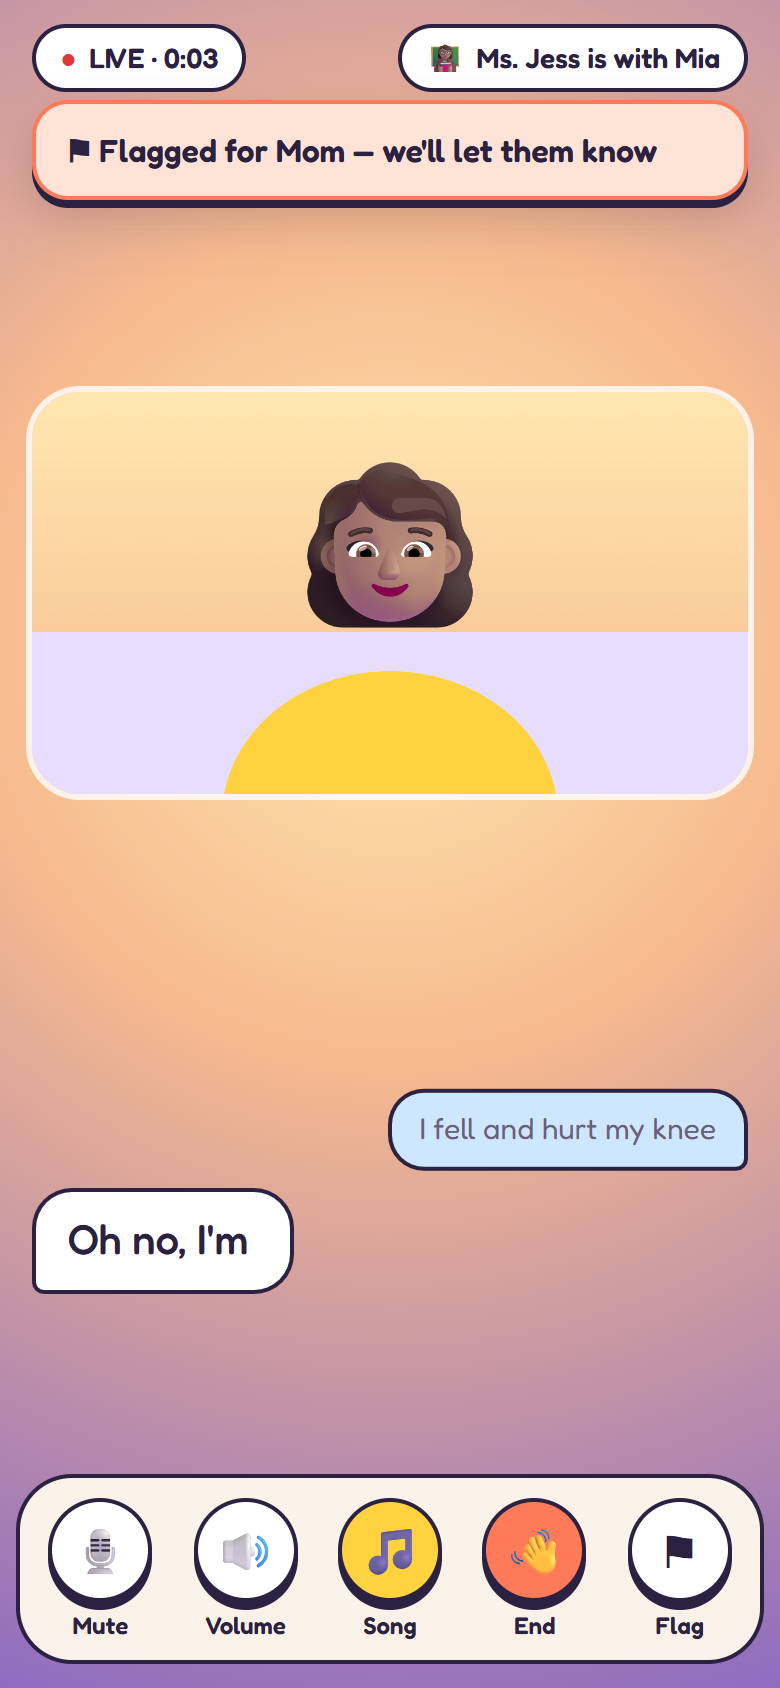 LIVE · 0:03
Ms. Jess is with Mia
Flagged for Mom — we'll let them know
I fell and hurt my knee
Oh no, I'm
Mute
Volume
Song
End
Flag